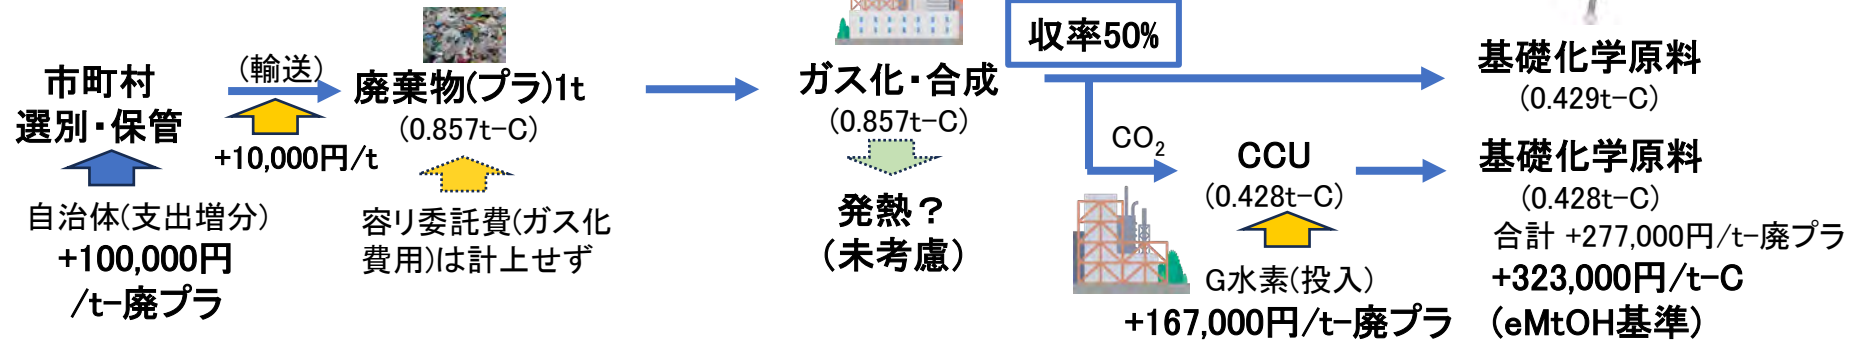 市町村
選別・保管
自治体(支出増分)
+100,000円
/t-廃プラ
(輸送)
+10,000円/t
廃棄物(プラ)1t
(0.857t-C)
容リ委託費(ガス化
費用)は計上せず
ガス化・合成
(0.857t-C)
発熱？
(未考慮)
収率50%
CO₂
CCU
(0.428t-C)
G水素(投入)
+167,000円/t-廃プラ
基礎化学原料
(0.429t-C)
基礎化学原料
(0.428t-C)
合計 +277,000円/t-廃プラ
+323,000円/t-C
(eMtOH基準)